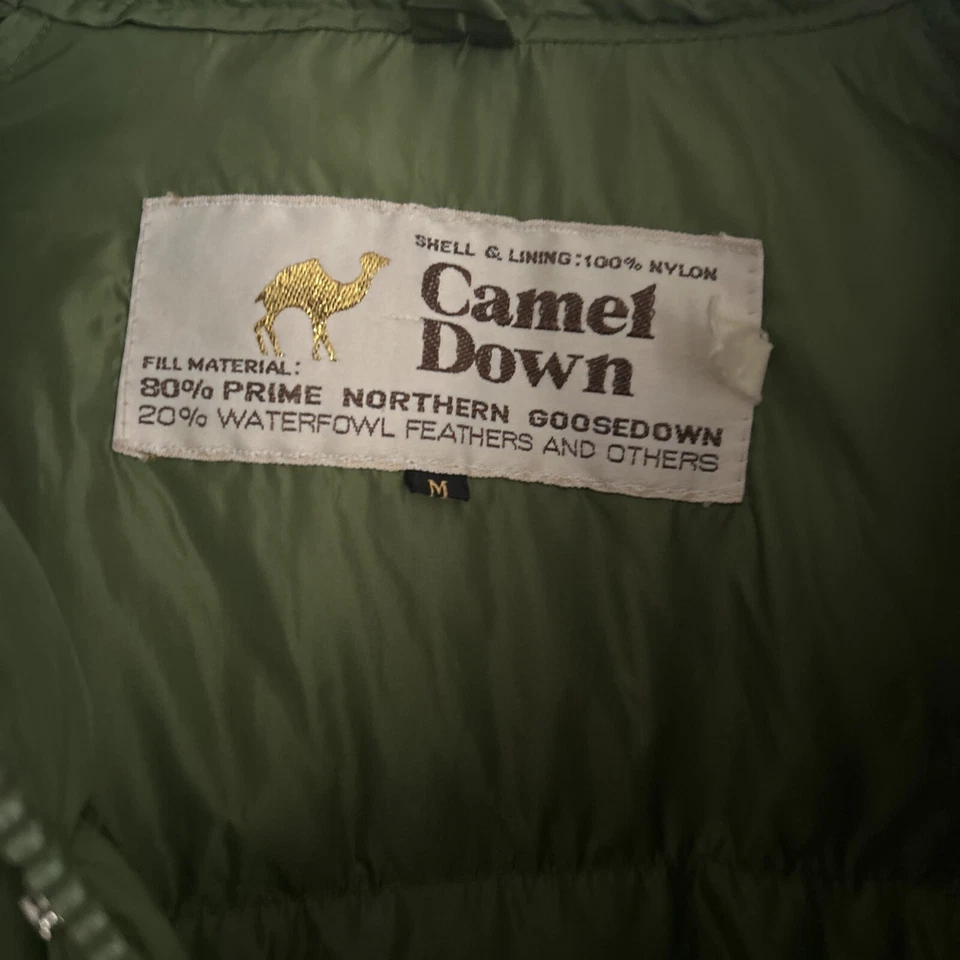 SHELL & LINING:100% NYLON
Camel
Down
FILL MATERIAL:
80% PRIME NORTHERN GOOSEDOWN
20% WATERFOWL FEATHERS AND OTHERS
M